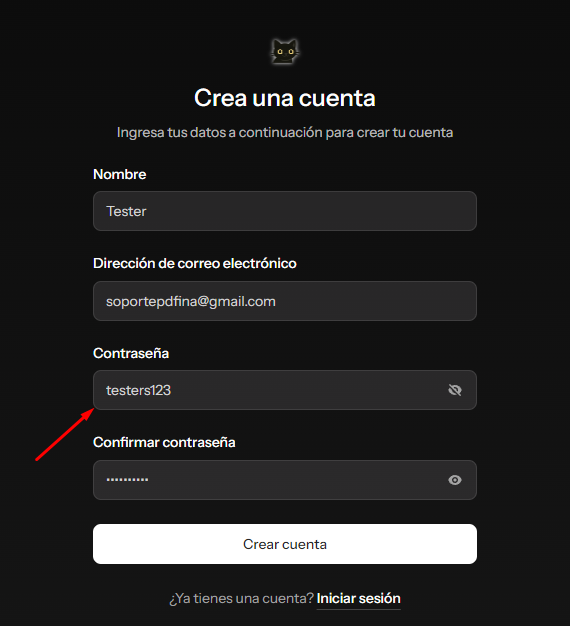 Crea una cuenta
Ingresa tus datos a continuación para crear tu cuenta
Nombre
Tester
Dirección de correo electrónico
soportepdfina@gmail.com
Contraseña
testers123
Confirmar contraseña
••••••••••
Crear cuenta
¿Ya tienes una cuenta? Iniciar sesión